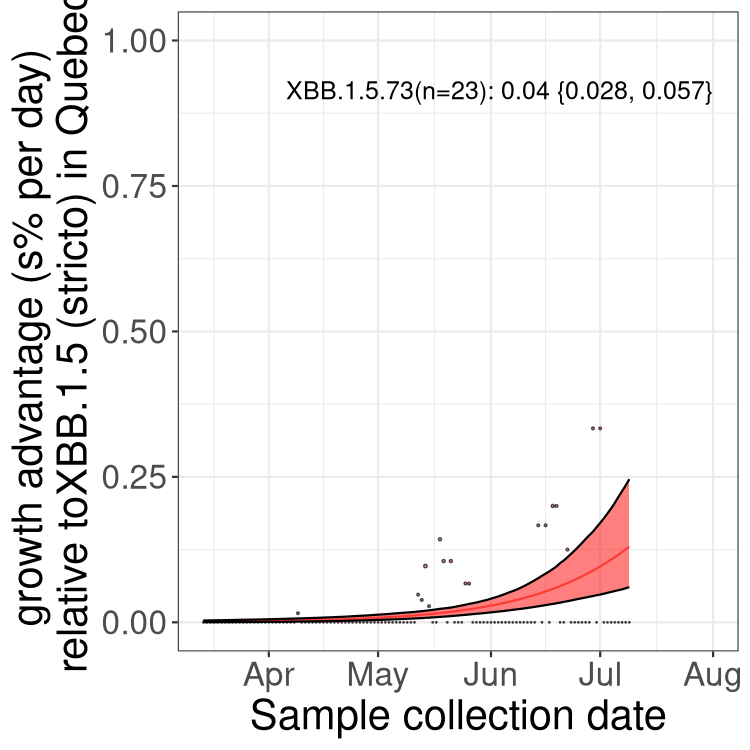 growth advantage (s% per day)
relative toXBB.1.5 (stricto) in Quebec
1.00
0.75
0.50
0.25
0.00
XBB.1.5.73(n=23): 0.04 {0.028, 0.057}
Apr May Jun Jul Aug
Sample collection date